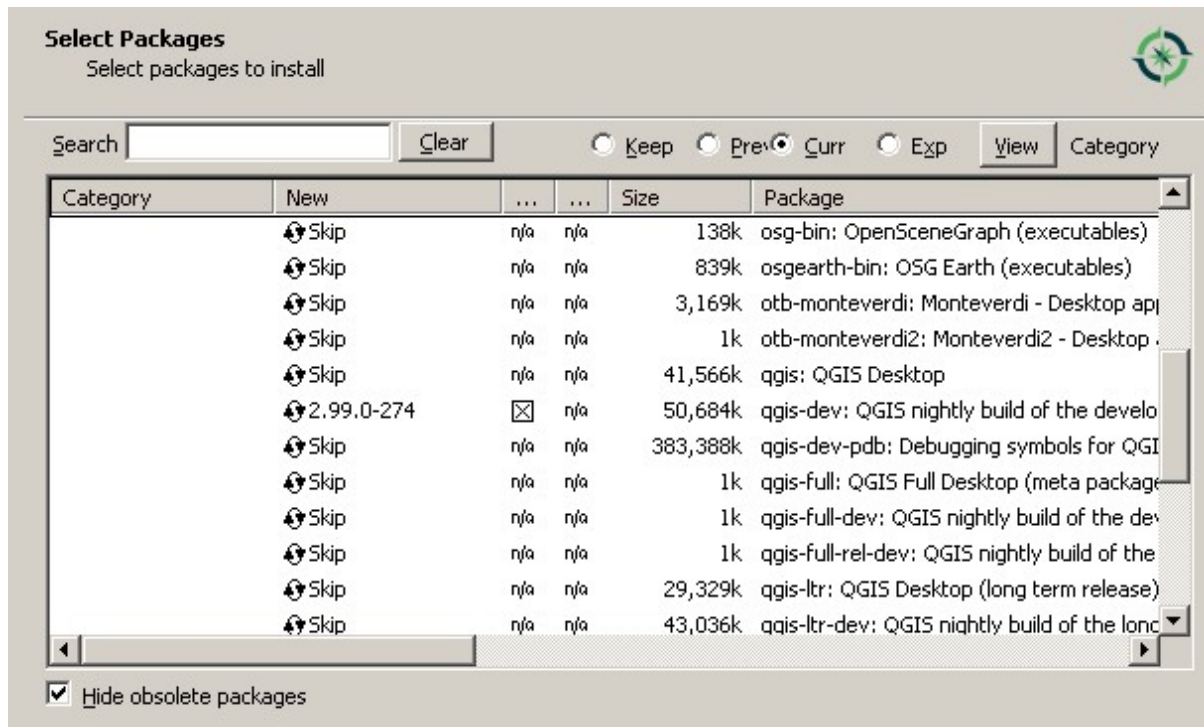 Select Packages
Select packages to install
Search Clear Keep Prev Curr Exp View Category
Category New ... ... Size Package
Skip n/a n/a 138k osg-bin: OpenSceneGraph (executables)
Skip n/a n/a 839k osgearth-bin: OSG Earth (executables)
Skip n/a n/a 3,169k otb-monteverdi: Monteverdi - Desktop app
Skip n/a n/a 1k otb-monteverdi2: Monteverdi2 - Desktop
Skip n/a n/a 41,566k qgis: QGIS Desktop
2.99.0-274 n/a 50,684k qgis-dev: QGIS nightly build of the develo
Skip n/a n/a 383,388k qgis-dev-pdb: Debugging symbols for QGI
Skip n/a n/a 1k qgis-full: QGIS Full Desktop (meta package
Skip n/a n/a 1k qgis-full-dev: QGIS nightly build of the dev
Skip n/a n/a 1k qgis-full-rel-dev: QGIS nightly build of the
Skip n/a n/a 29,329k qgis-ltr: QGIS Desktop (long term release)
Skip n/a n/a 43,036k qgis-ltr-dev: QGIS nightly build of the long
Hide obsolete packages